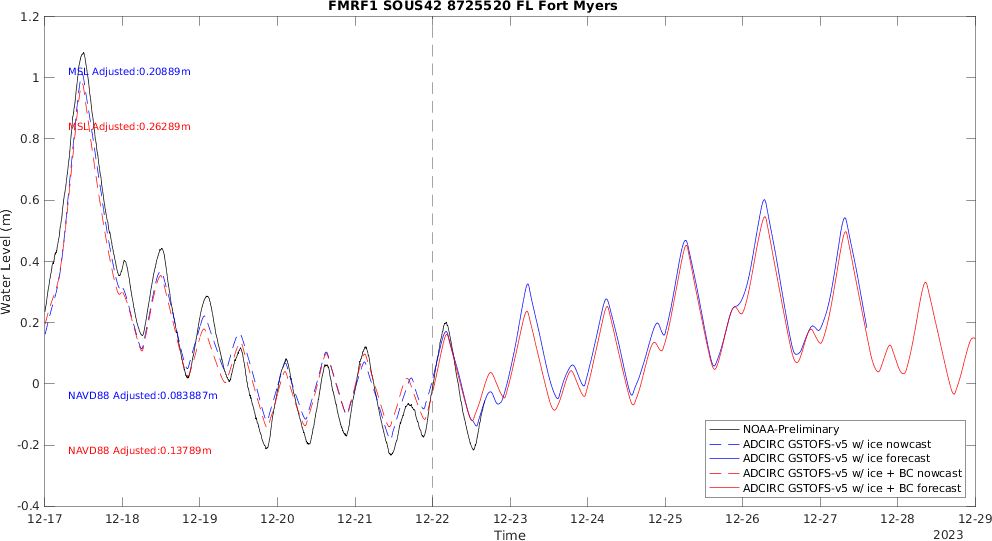 FMRF1 SOUS42 8725520 FL Fort Myers
1.2
1
0.8
0.6
0.4
0.2
0
-0.2
-0.4
Water Level (m)
MSL Adjusted:0.20889m
MSL Adjusted:0.26289m
NAVD88 Adjusted:0.083887m
NAVD88 Adjusted:0.13789m
NOAA-Preliminary
ADCIRC GSTOFS-v5 w/ ice nowcast
ADCIRC GSTOFS-v5 w/ ice forecast
ADCIRC GSTOFS-v5 w/ ice + BC nowcast
ADCIRC GSTOFS-v5 w/ ice + BC forecast
12-17 12-18 12-19 12-20 12-21 12-22 12-23 12-24 12-25 12-26 12-27 12-28 12-29
Time
2023